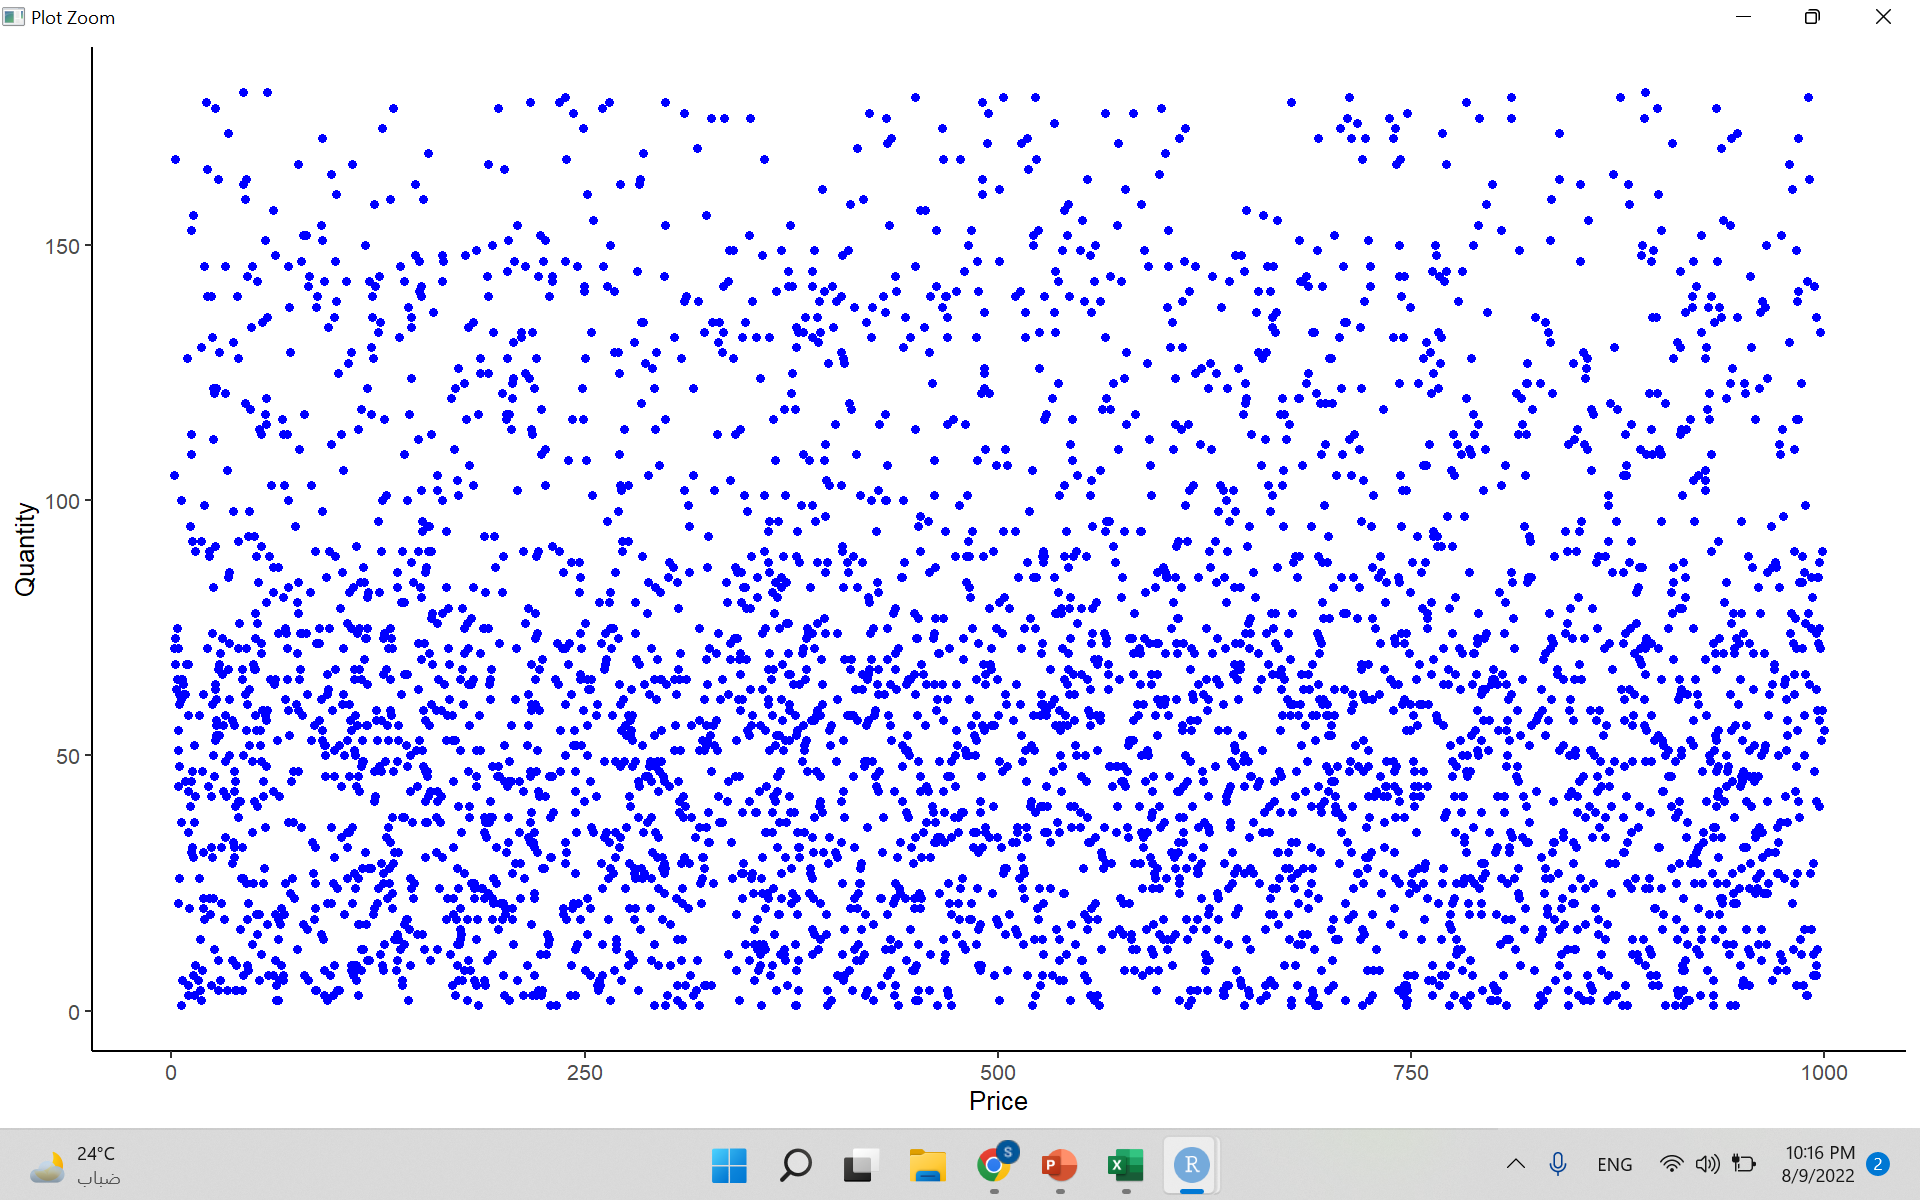 Plot Zoom
150
100
50
0
Quantity
0 250 500 750 1000
Price
24°C
ضباب
S
P
X
R
ENG
10:16 PM
8/9/2022
2